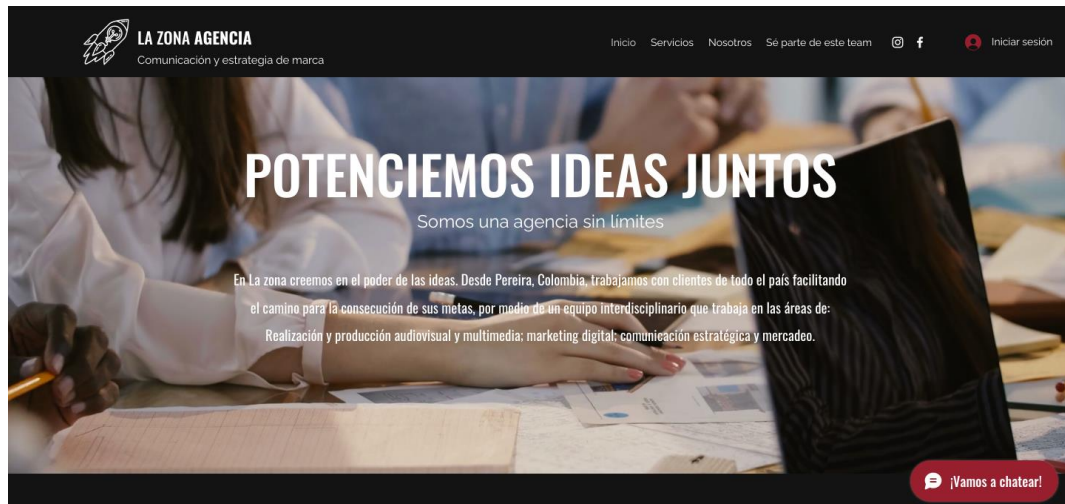 LA ZONA AGENCIA
Comunicación y estrategia de marca
Inicio Servicios Nosotros Sé parte de este team
Iniciar sesión
POTENCIEMOS IDEAS JUNTOS
Somos una agencia sin límites
En La zona creemos en el poder de las ideas. Desde Pereira, Colombia, trabajamos con clientes de todo el país facilitando
el camino para la consecución de sus metas, por medio de un equipo interdisciplinario que trabaja en las áreas de:
Realización y producción audiovisual y multimedia; marketing digital; comunicación estratégica y mercadeo.
¡Vamos a chatear!